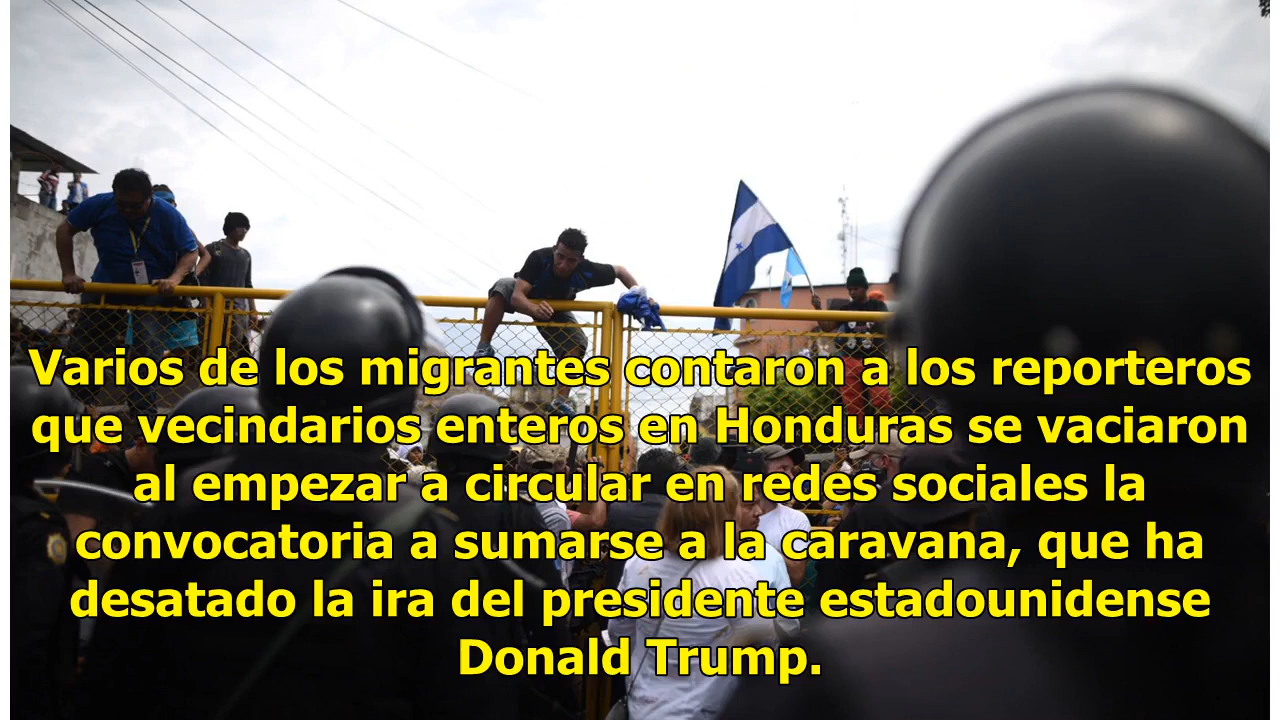 Varios de los migrantes contaron a los reporteros
que vecindarios enteros en Honduras se vaciaron
al empezar a circular en redes sociales la
convocatoria a sumarse a la caravana, que ha
desatado la ira del presidente estadounidense
Donald Trump.